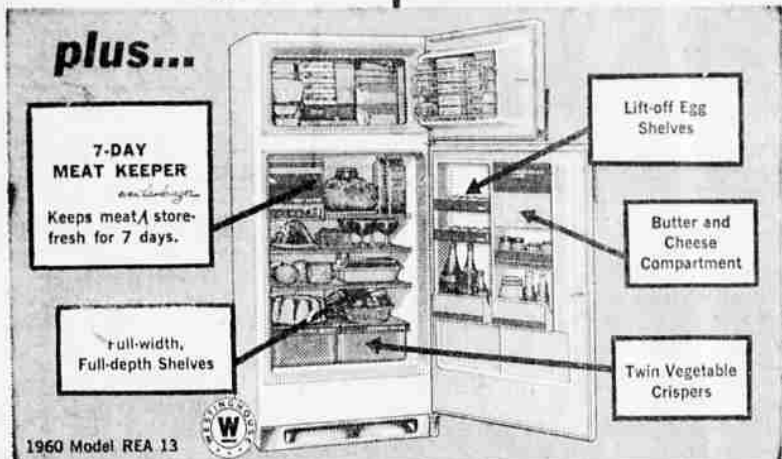 plus...
7-DAY
MEAT KEEPER
Keeps meat store-
fresh for 7 days.
Full-width,
Full-depth Shelves
Lift-off Egg
Shelves
Butter and
Cheese
Compartment
Twin Vegetable
Crispers
WESTINGHOUSE
W
1960 Model REA 13